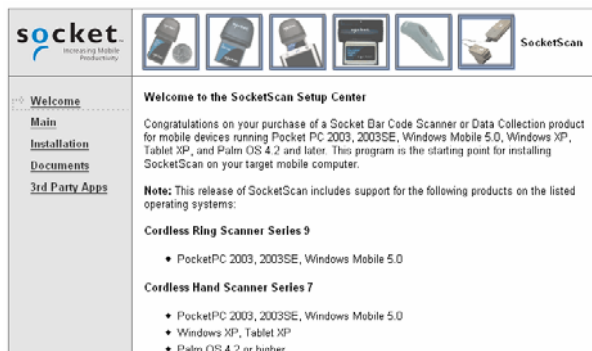 socket
Increasing Mobile
Productivity
SocketScan
Welcome
Main
Installation
Documents
3rd Party Apps
Welcome to the SocketScan Setup Center
Congratulations on your purchase of a Socket Bar Code Scanner or Data Collection product
for mobile devices running Pocket PC 2003, 2003SE, Windows Mobile 5.0, Windows XP,
Tablet XP, and Palm OS 4.2 and later. This program is the starting point for installing
SocketScan on your target mobile computer.
Note: This release of SocketScan includes support for the following products on the listed
operating systems:
Cordless Ring Scanner Series 9
PocketPC 2003, 2003SE, Windows Mobile 5.0
Cordless Hand Scanner Series 7
PocketPC 2003, 2003SE, Windows Mobile 5.0
Windows XP, Tablet XP
Palm OS 4.2 or higher